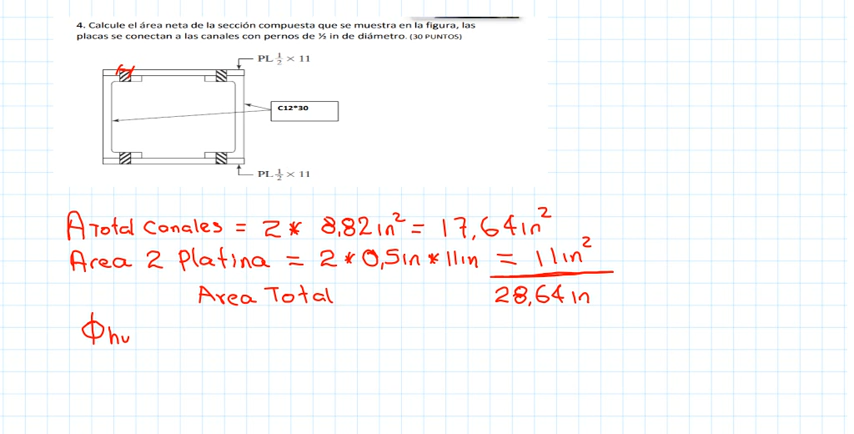 4. Calcule el área neta de la sección compuesta que se muestra en la figura, las
placas se conectan a las canales con pernos de ½ in de diámetro. (30 PUNTOS)
PL 1/2 × 11
C12*30
PL 1/2 × 11
A Total Canales = 2 * 8,82 in² = 17,64 in²
Area 2 Platina = 2 * 0,5 in * 11 in = 11 in²
Area Total 28,64 in
Φhu